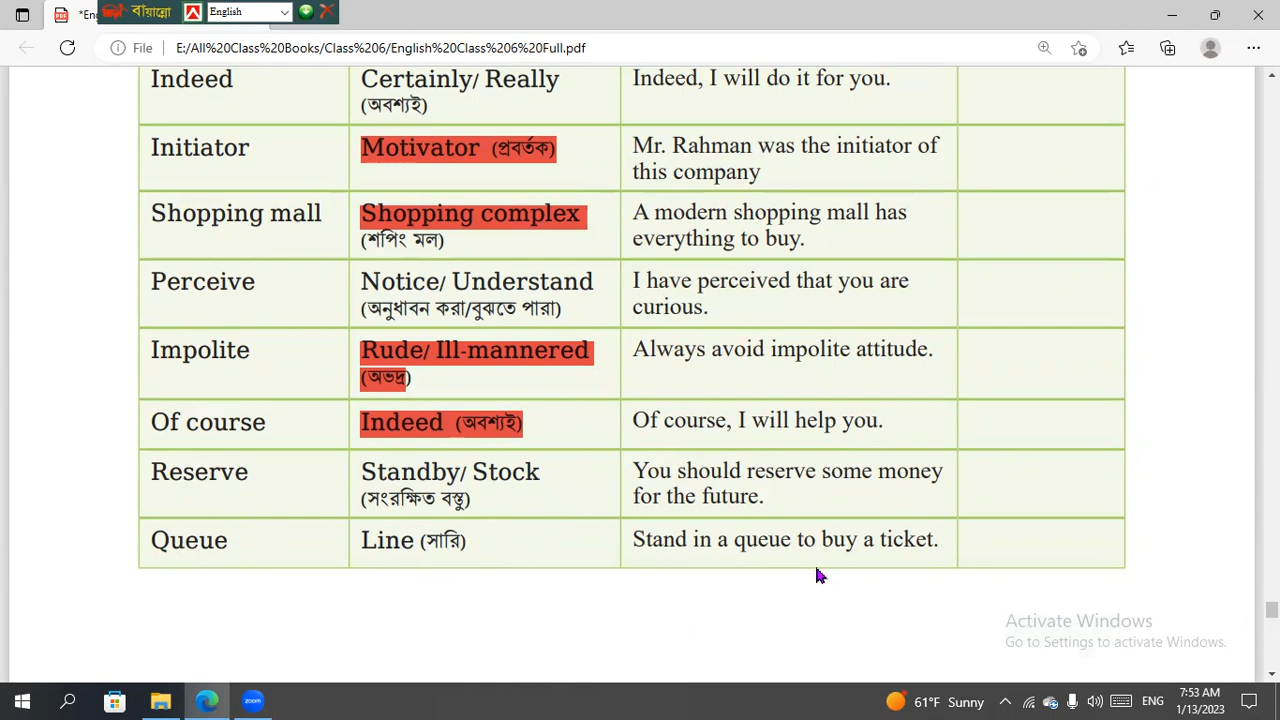 *En
বায়ান্নো
English
File
E:/All%20Class%20Books/Class%206/English%20Class%206%20Full.pdf
Indeed
Certainly/ Really
(অবশ্যই)
Indeed, I will do it for you.
Initiator
Motivator (প্রবর্তক)
Mr. Rahman was the initiator of
this company
Shopping mall
Shopping complex
(শপিং মল)
A modern shopping mall has
everything to buy.
Perceive
Notice/ Understand
(অনুধাবন করা/বুঝতে পারা)
I have perceived that you are
curious.
Impolite
Rude/ Ill-mannered
(অভদ্র)
Always avoid impolite attitude.
Of course
Indeed (অবশ্যই)
Of course, I will help you.
Reserve
Standby/ Stock
(সংরক্ষিত বস্তু)
You should reserve some money
for the future.
Queue
Line (সারি)
Stand in a queue to buy a ticket.
Activate Windows
Go to Settings to activate Windows.
zoom
61°F Sunny
ENG
7:53 AM
1/13/2023